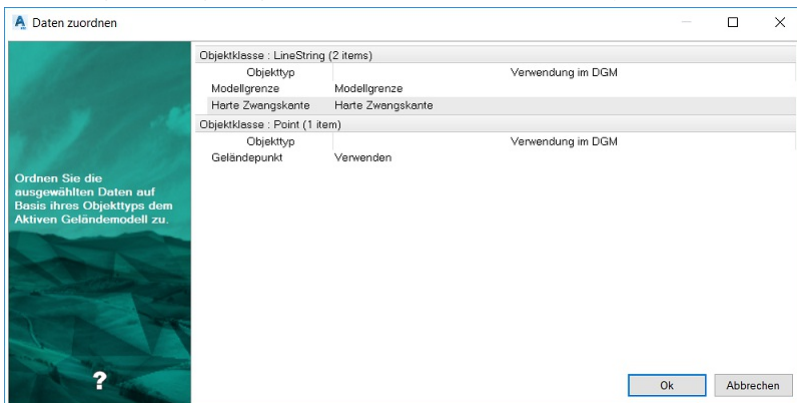 Daten zuordnen
Objektklasse : LineString (2 items)
Objekttyp Verwendung im DGM
Modellgrenze Modellgrenze
Harte Zwangskante Harte Zwangskante
Objektklasse : Point (1 item)
Objekttyp Verwendung im DGM
Geländepunkt Verwenden
Ordnen Sie die
ausgewählten Daten auf
Basis ihres Objekttyps dem
Aktiven Geländemodell zu.
?
Ok Abbrechen